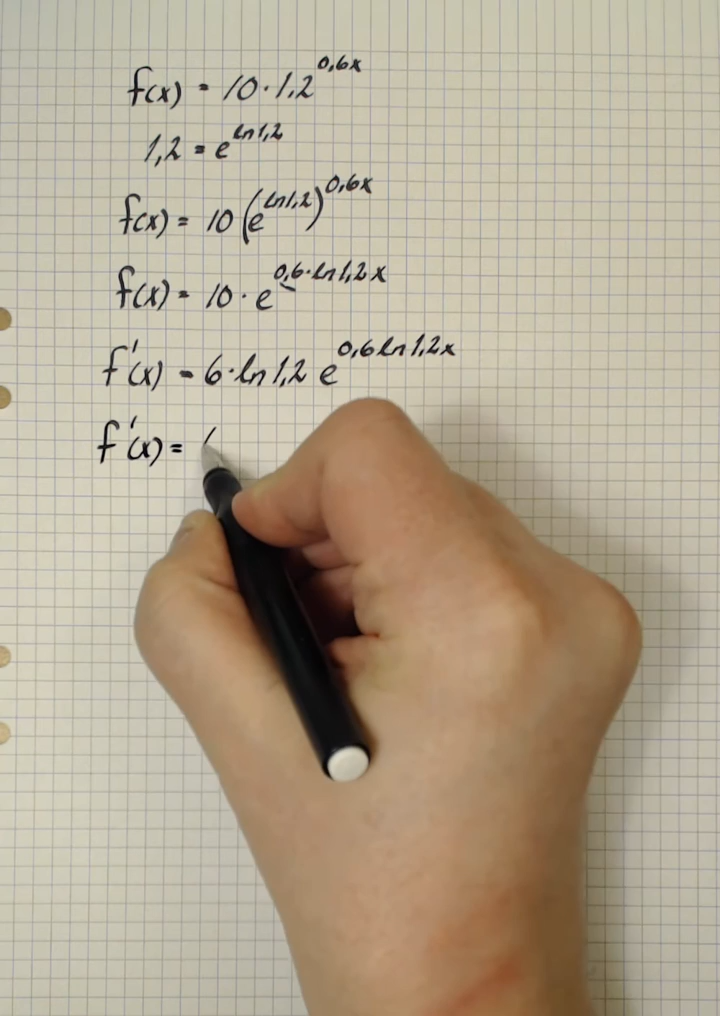 f(x) = 10 · 1,2^0,6x
1,2 = e^ln1,2
f(x) = 10 (e^ln1,2)^0,6x
f(x) = 10 · e^0,6·ln1,2x
f'(x) = 6·ln1,2 e^0,6ln1,2x
f'(x) =